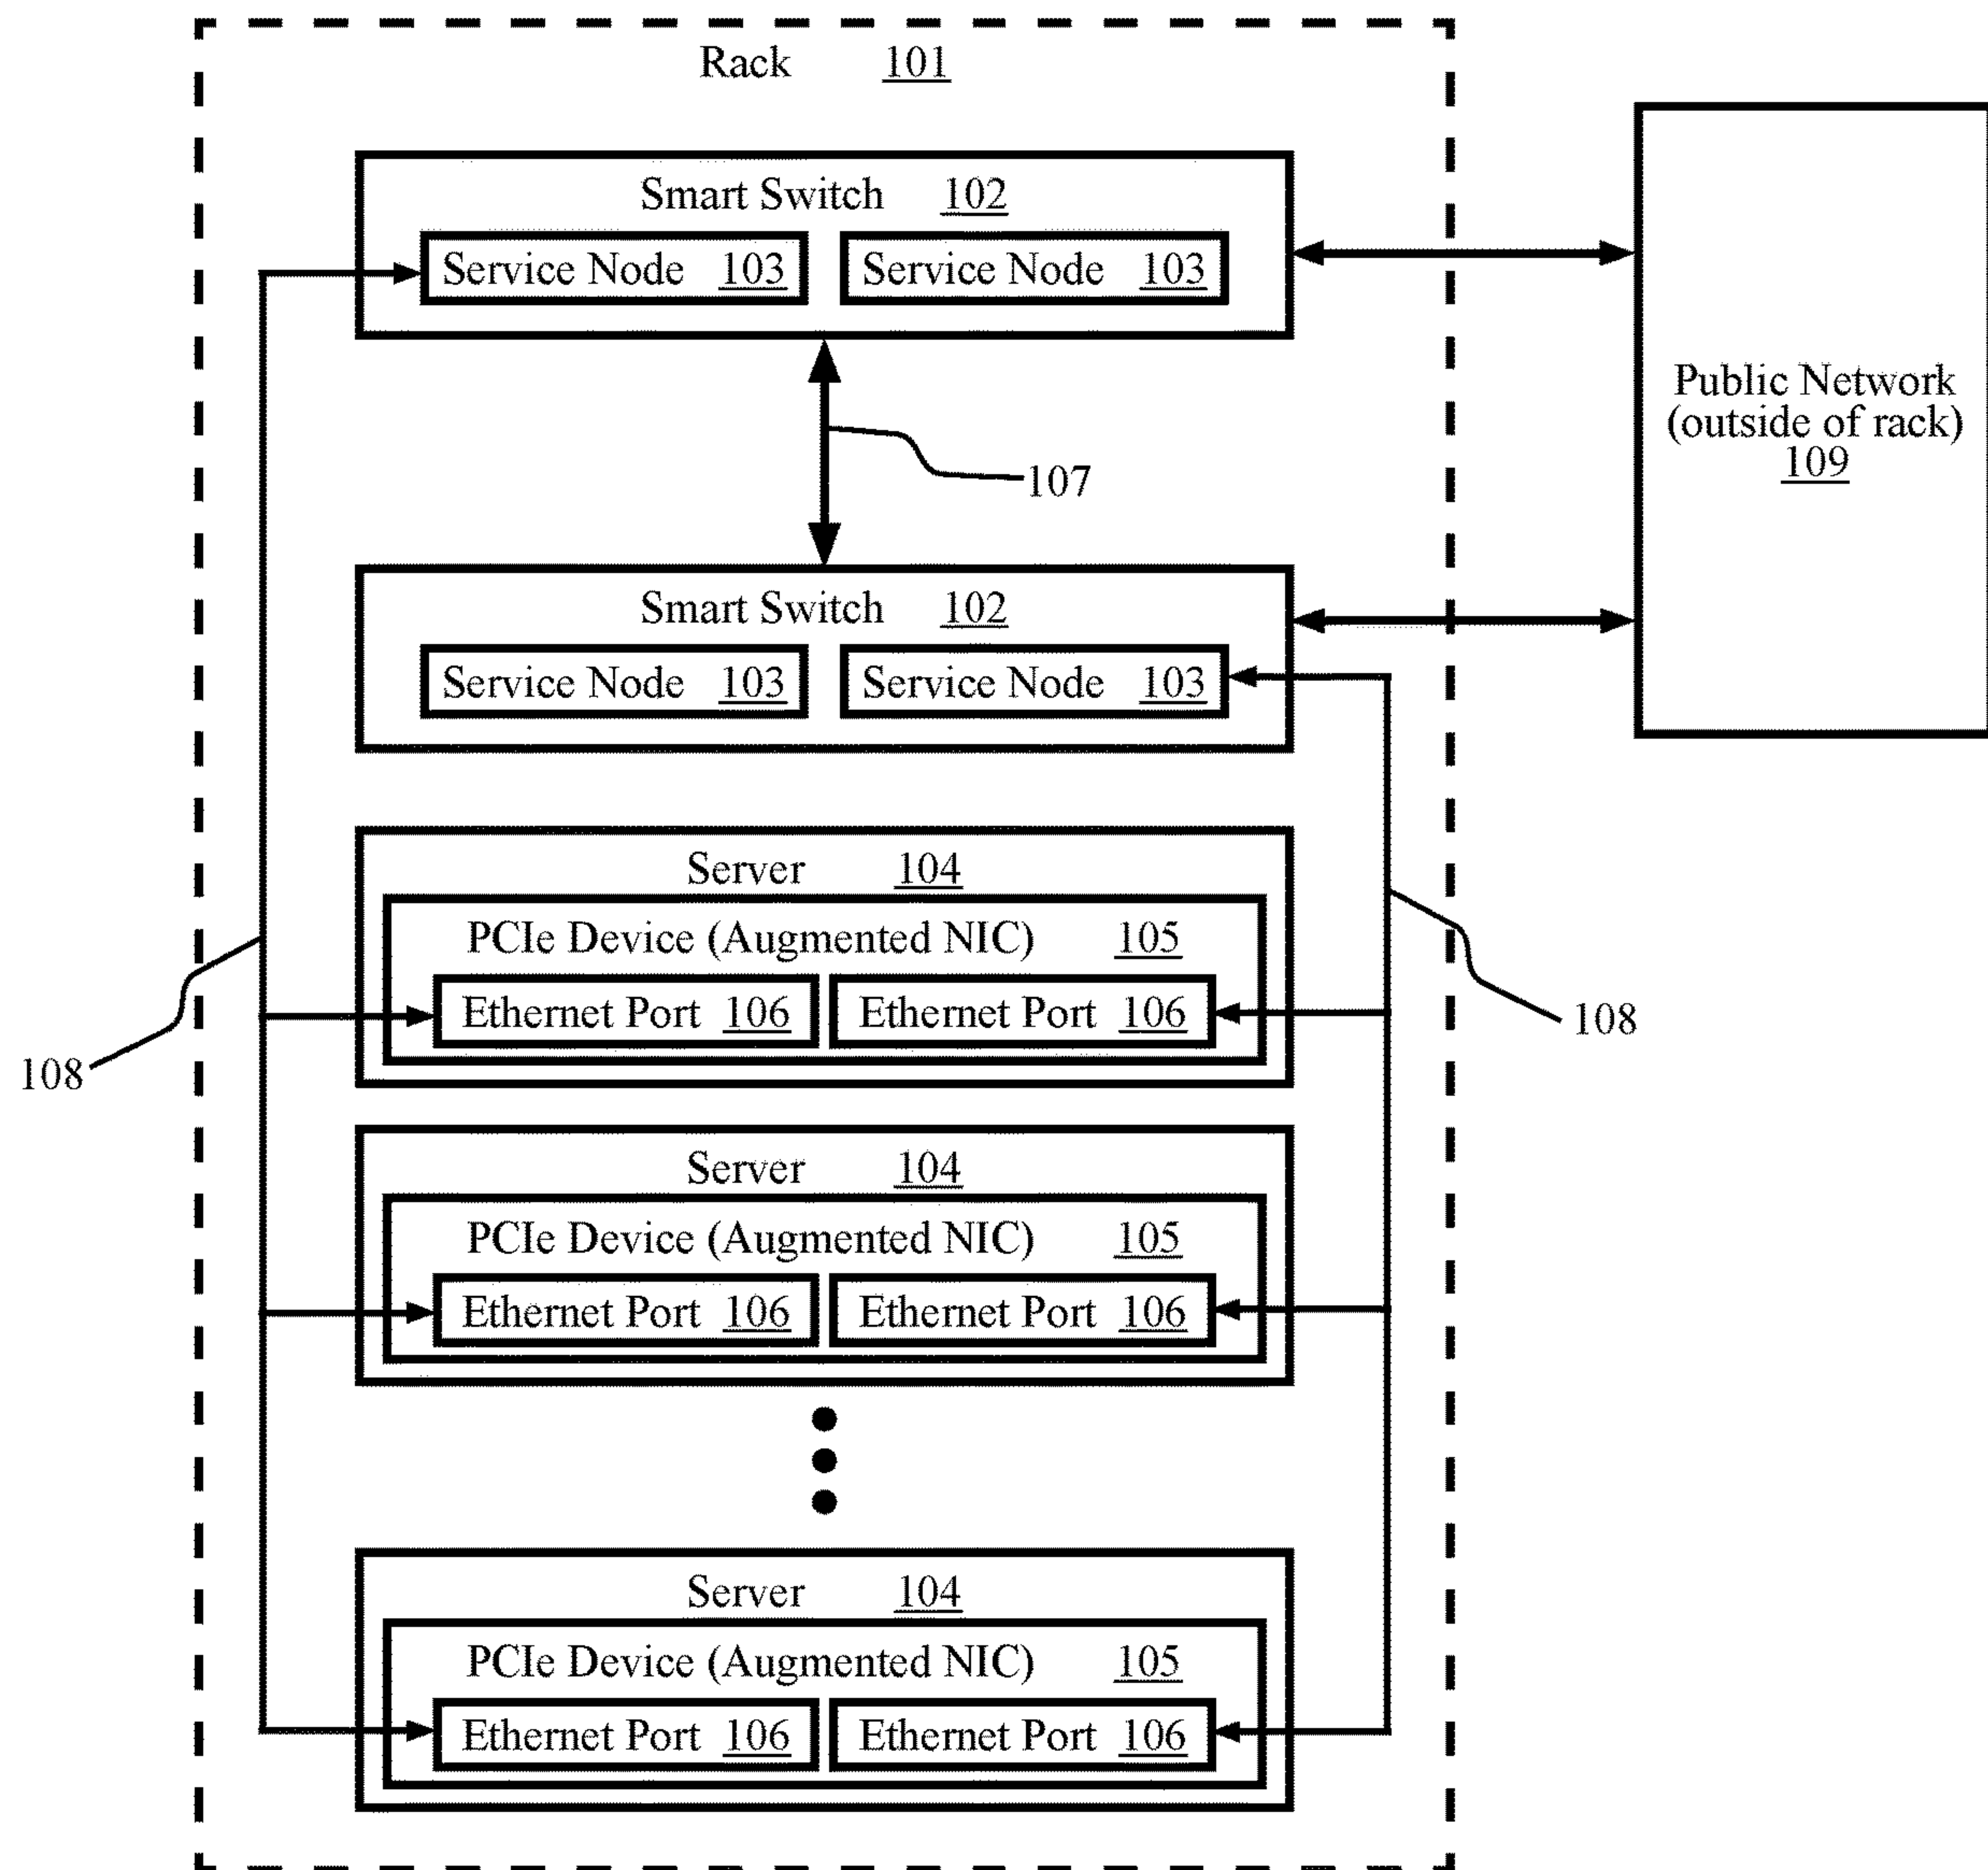 Rack 101
Smart Switch 102
Service Node 103
Service Node 103
Public Network
(outside of rack)
109
107
Smart Switch 102
Service Node 103
Service Node 103
Server 104
PCIe Device (Augmented NIC) 105
Ethernet Port 106
Ethernet Port 106
108
108
Server 104
PCIe Device (Augmented NIC) 105
Ethernet Port 106
Ethernet Port 106
Server 104
PCIe Device (Augmented NIC) 105
Ethernet Port 106
Ethernet Port 106